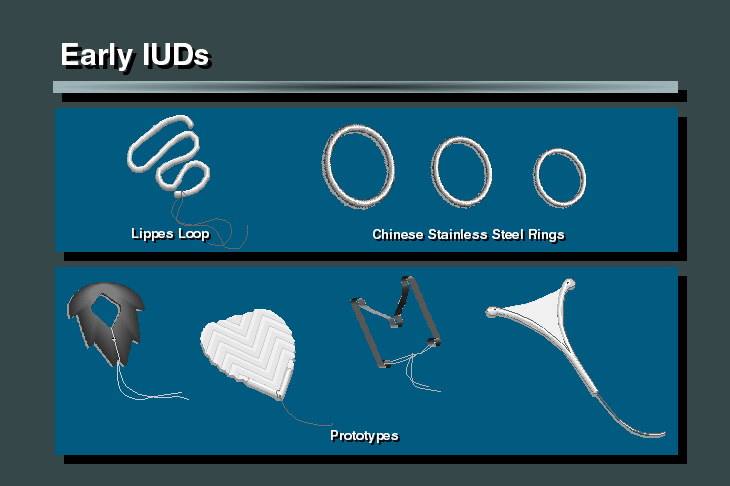 Early IUDs
Lippes Loop
Chinese Stainless Steel Rings
Prototypes